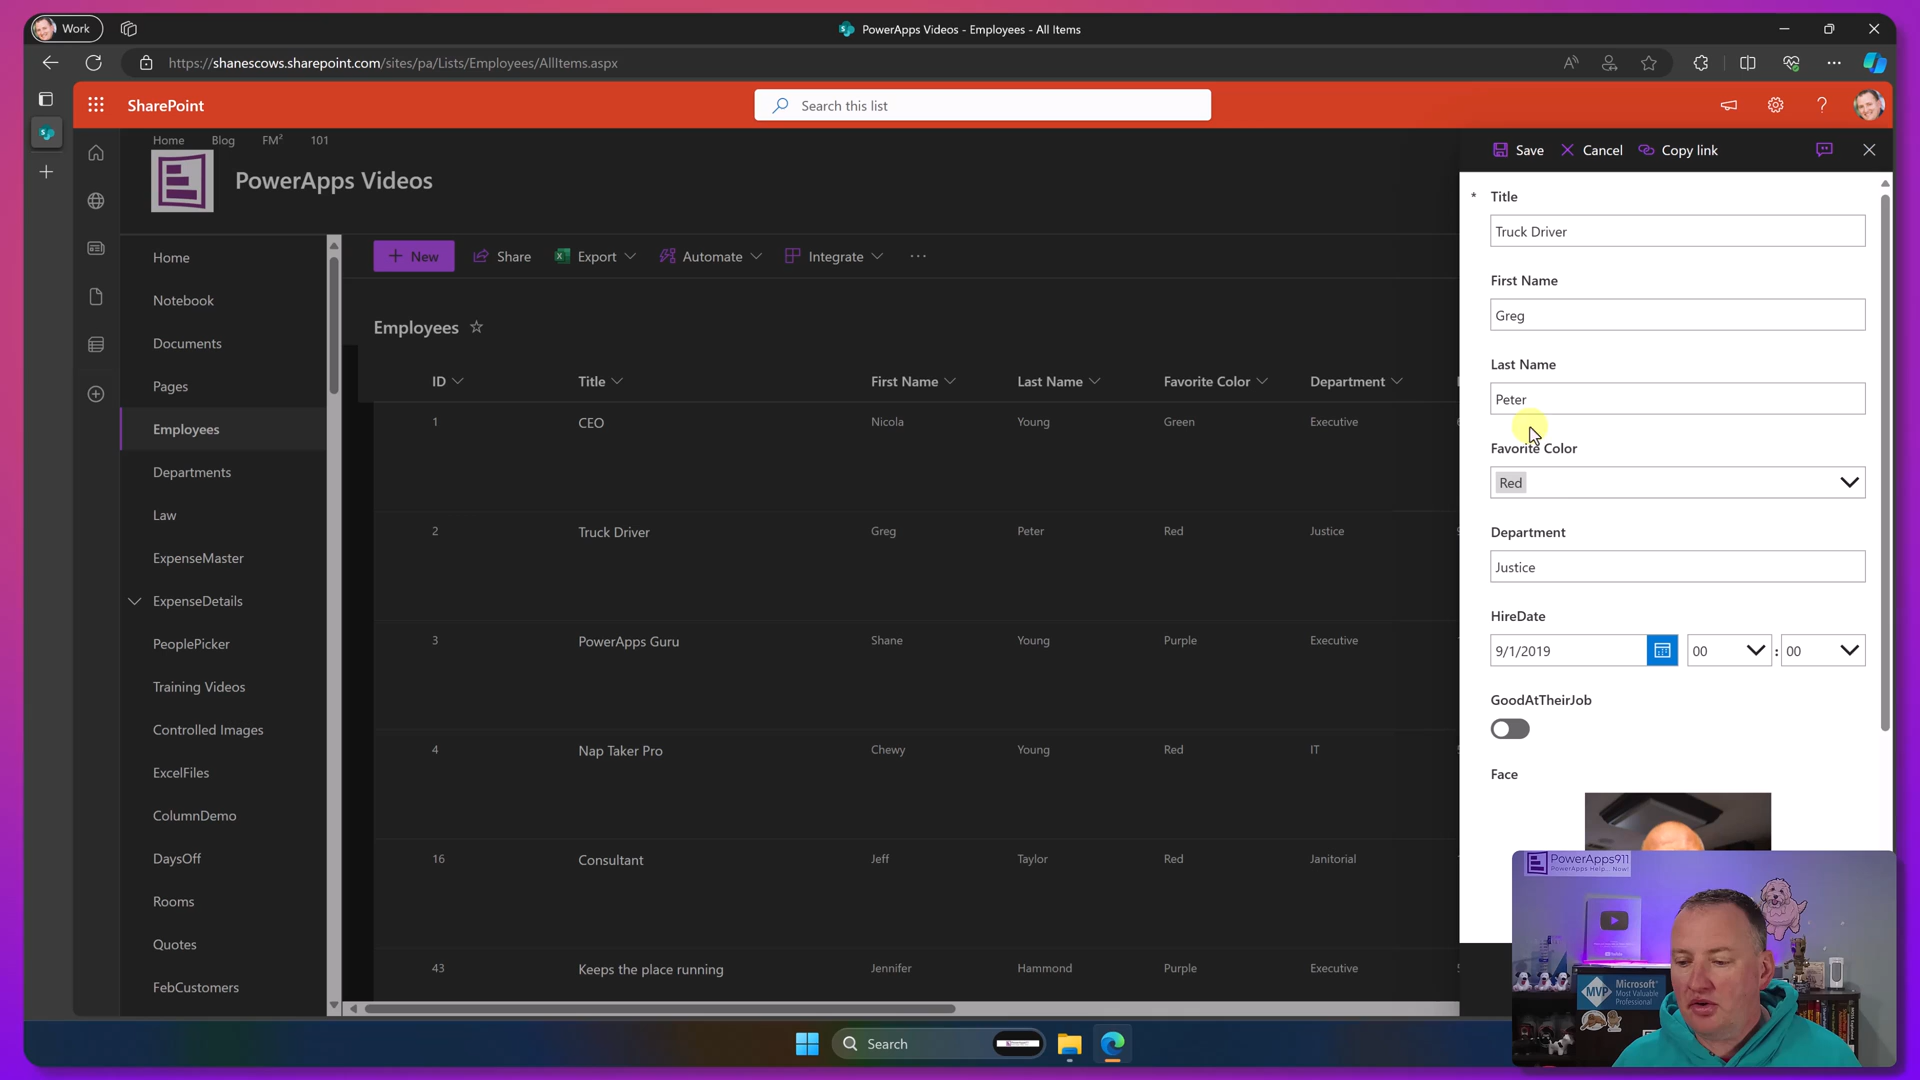 Work
PowerApps Videos - Employees - All Items
https://shanescows.sharepoint.com/sites/pa/Lists/Employees/AllItems.aspx
SharePoint
Search this list
Home Blog FM² 101
PowerApps Videos
Save Cancel Copy link
Home
Notebook
Documents
Pages
Employees
Departments
Law
ExpenseMaster
ExpenseDetails
PeoplePicker
Training Videos
Controlled Images
ExcelFiles
ColumnDemo
DaysOff
Rooms
Quotes
FebCustomers
New Share Export Automate Integrate ...
Employees
ID Title First Name Last Name Favorite Color Department
1 CEO Nicola Young Green Executive
2 Truck Driver Greg Peter Red Justice
3 PowerApps Guru Shane Young Purple Executive
4 Nap Taker Pro Chewy Young Red IT
16 Consultant Jeff Taylor Red Janitorial
43 Keeps the place running Jennifer Hammond Purple Executive
* Title
Truck Driver
First Name
Greg
Last Name
Peter
Favorite Color
Red
Department
Justice
HireDate
9/1/2019 00 : 00
GoodAtTheirJob
Face
PowerApps911
PowerApps Help... Now!
YouTube
MVP Microsoft®
Most Valuable
Professional
Search